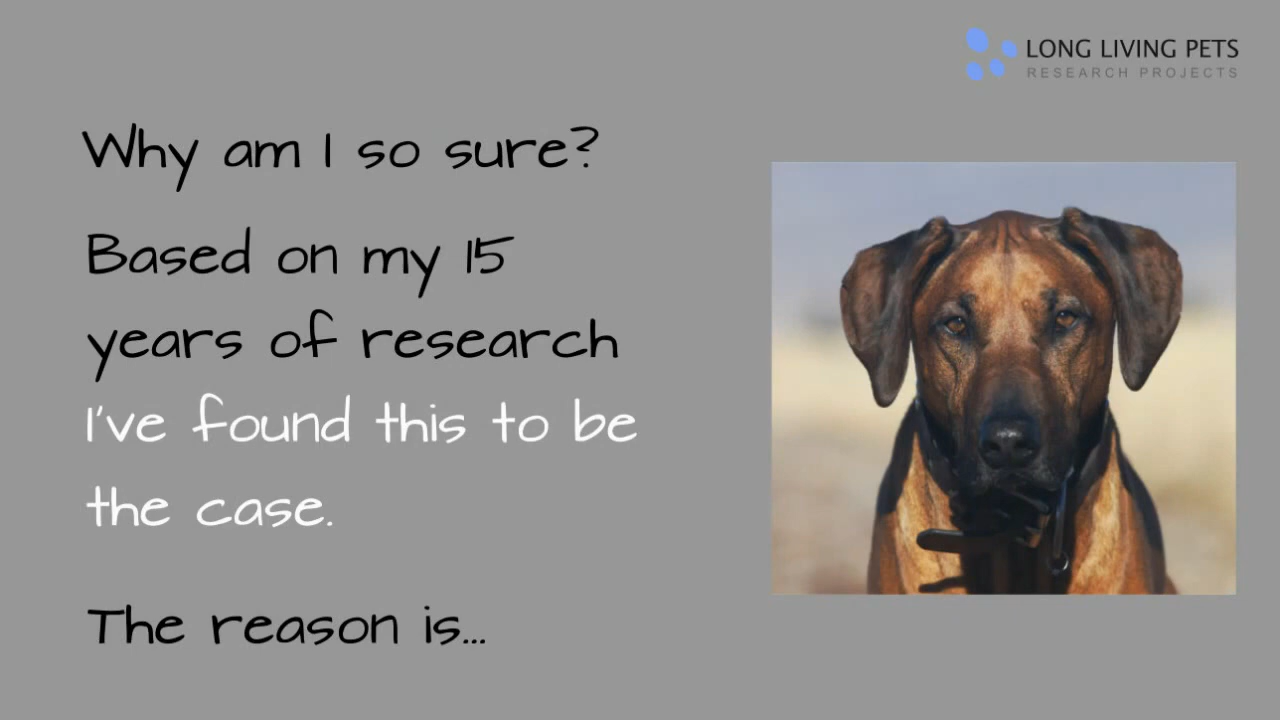 LONG LIVING PETS
RESEARCH PROJECTS
Why am I so sure?
Based on my 15
years of research
I've found this to be
the case.
The reason is...